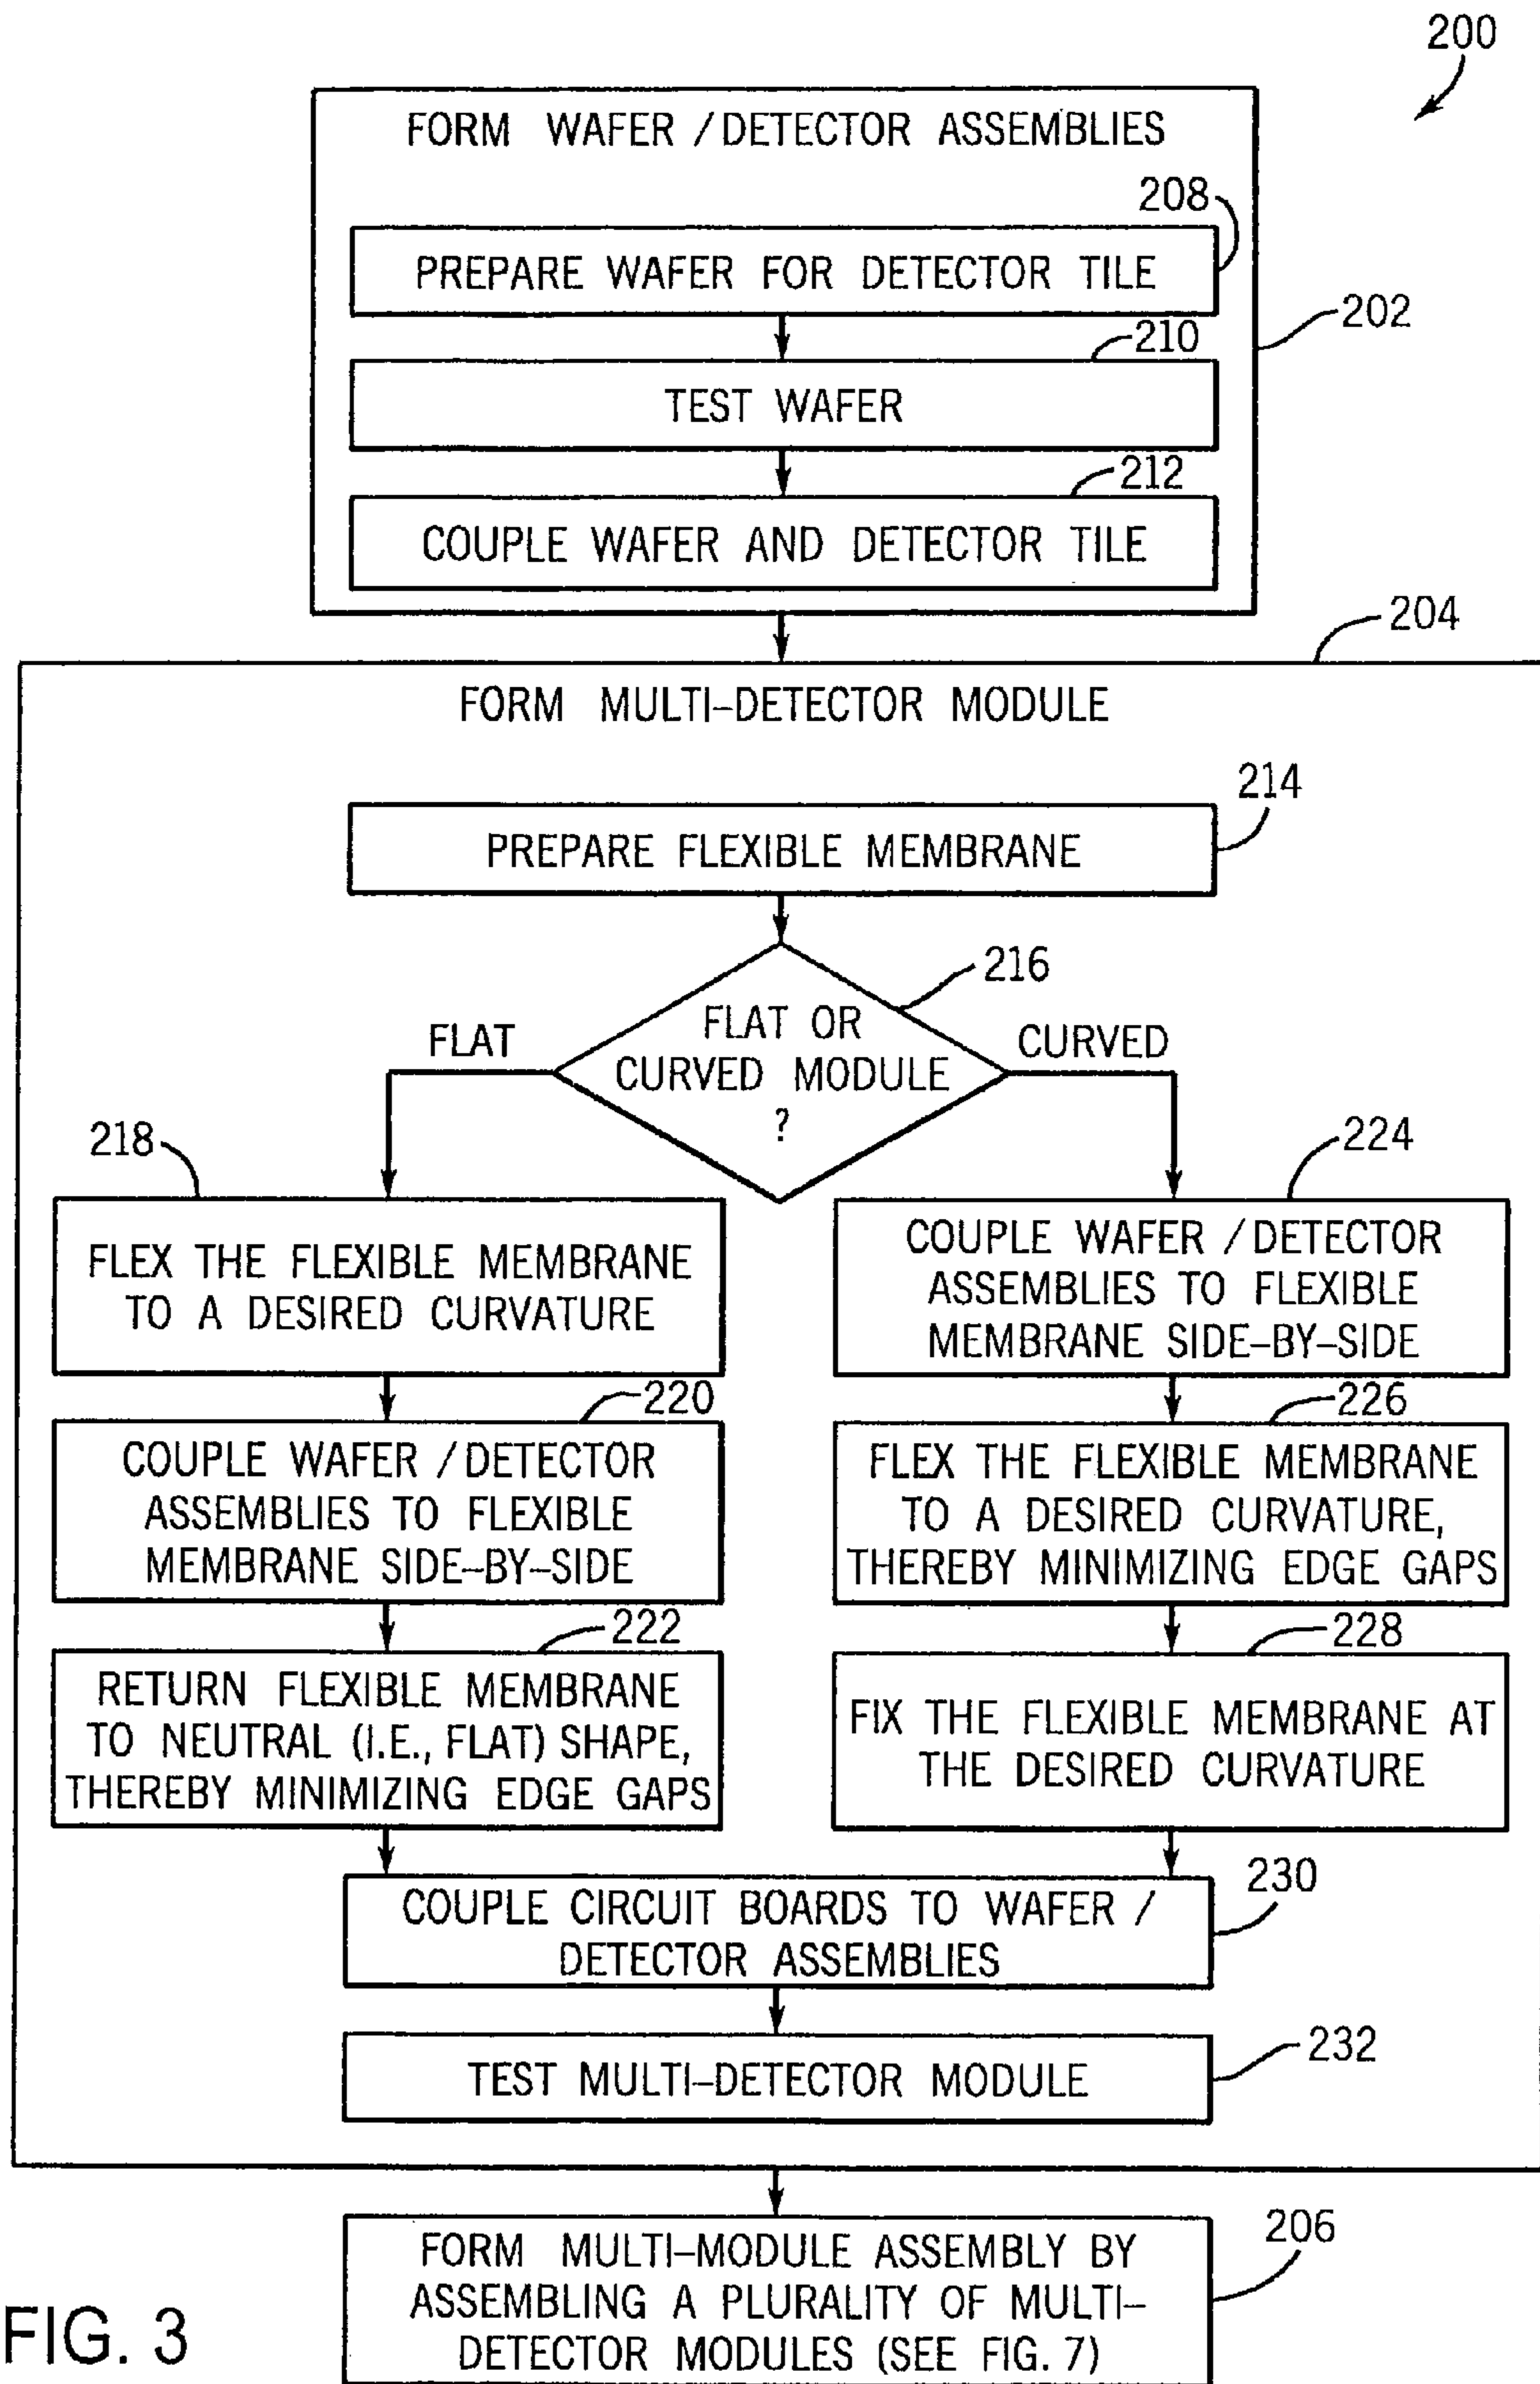 200
FORM WAFER / DETECTOR ASSEMBLIES
208
PREPARE WAFER FOR DETECTOR TILE
202
210
TEST WAFER
212
COUPLE WAFER AND DETECTOR TILE
204
FORM MULTI–DETECTOR MODULE
214
PREPARE FLEXIBLE MEMBRANE
216
FLAT OR
CURVED MODULE
?
FLAT
CURVED
218
FLEX THE FLEXIBLE MEMBRANE
TO A DESIRED CURVATURE
220
COUPLE WAFER / DETECTOR
ASSEMBLIES TO FLEXIBLE
MEMBRANE SIDE–BY–SIDE
222
RETURN FLEXIBLE MEMBRANE
TO NEUTRAL (I.E., FLAT) SHAPE,
THEREBY MINIMIZING EDGE GAPS
224
COUPLE WAFER / DETECTOR
ASSEMBLIES TO FLEXIBLE
MEMBRANE SIDE–BY–SIDE
226
FLEX THE FLEXIBLE MEMBRANE
TO A DESIRED CURVATURE,
THEREBY MINIMIZING EDGE GAPS
228
FIX THE FLEXIBLE MEMBRANE AT
THE DESIRED CURVATURE
230
COUPLE CIRCUIT BOARDS TO WAFER /
DETECTOR ASSEMBLIES
232
TEST MULTI–DETECTOR MODULE
206
FORM MULTI–MODULE ASSEMBLY BY
ASSEMBLING A PLURALITY OF MULTI–
DETECTOR MODULES (SEE FIG. 7)
FIG. 3